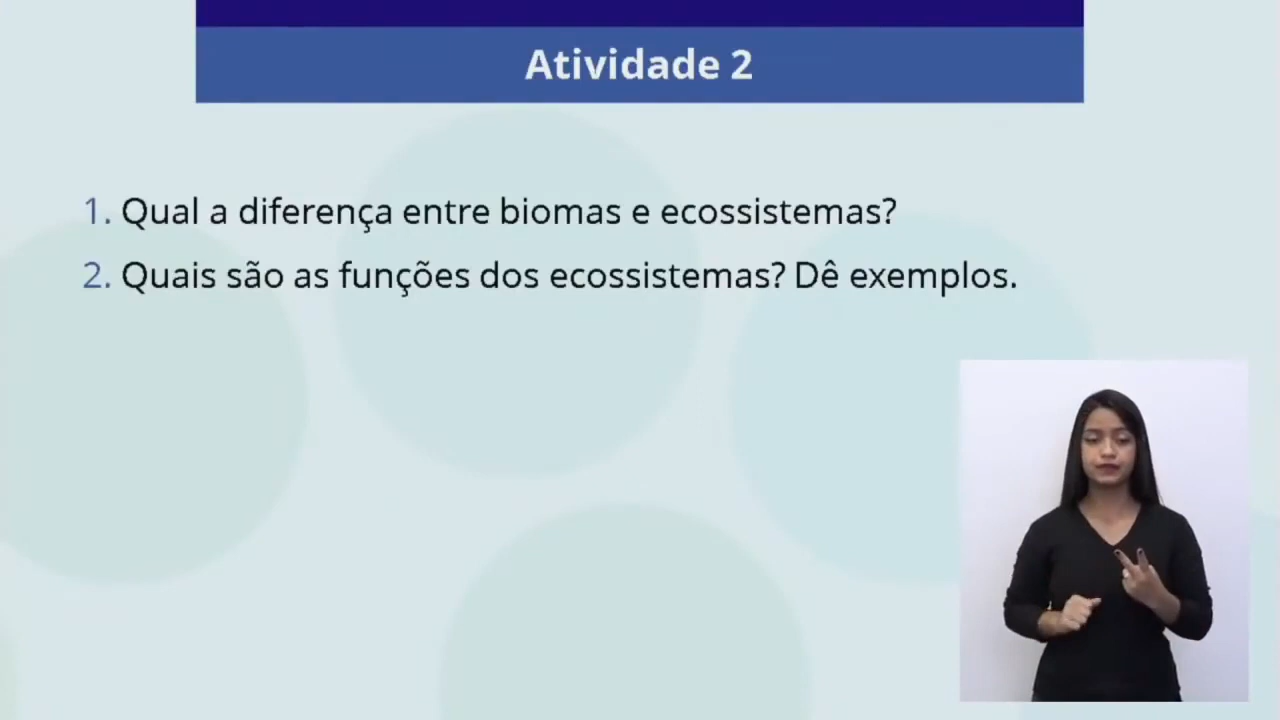 Atividade 2
1. Qual a diferença entre biomas e ecossistemas?
2. Quais são as funções dos ecossistemas? Dê exemplos.